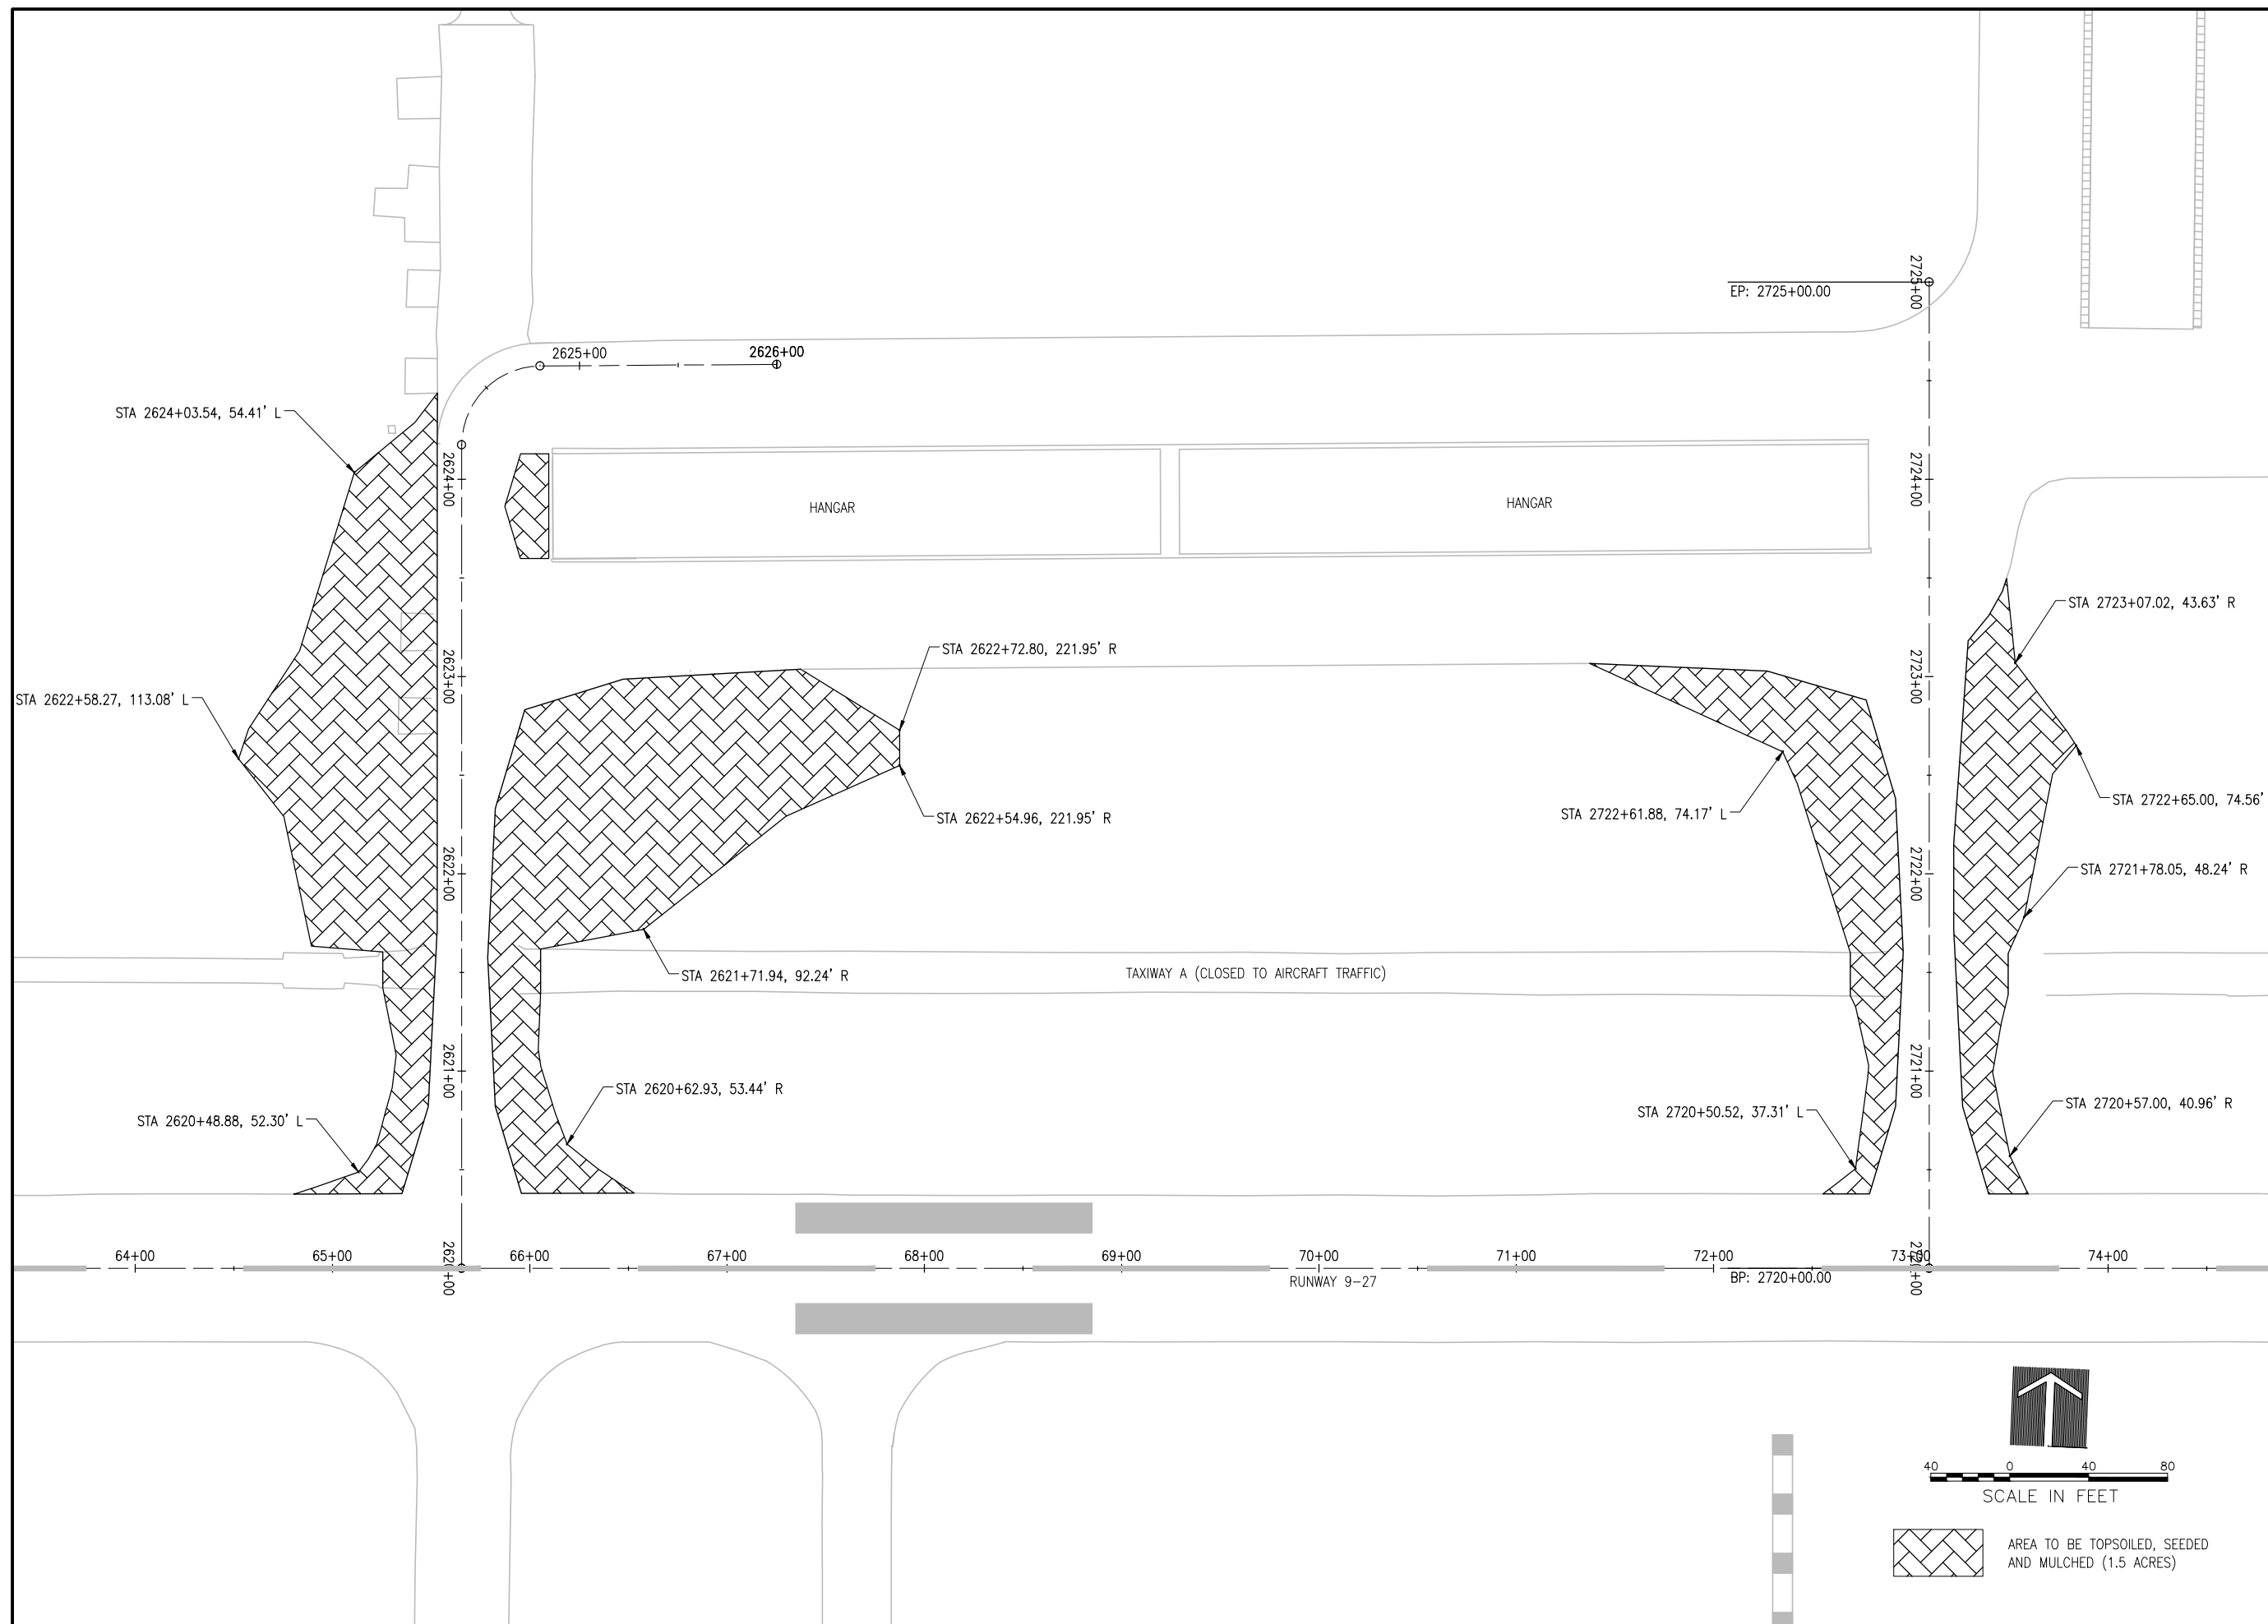 2725+00
EP: 2725+00.00
2625+00
2626+00
STA 2624+03.54, 54.41' L
2624+00
2724+00
HANGAR
HANGAR
STA 2723+07.02, 43.63' R
STA 2622+72.80, 221.95' R
2623+00
2723+00
STA 2622+58.27, 113.08' L
STA 2722+65.00, 74.56'
STA 2622+54.96, 221.95' R
STA 2722+61.88, 74.17' L
2622+00
2722+00
STA 2721+78.05, 48.24' R
STA 2621+71.94, 92.24' R
TAXIWAY A (CLOSED TO AIRCRAFT TRAFFIC)
2621+00
2721+00
STA 2620+62.93, 53.44' R
STA 2620+48.88, 52.30' L
STA 2720+50.52, 37.31' L
STA 2720+57.00, 40.96' R
64+00
65+00
2620+00
66+00
67+00
68+00
69+00
70+00
71+00
72+00
73+00
2720+00
74+00
RUNWAY 9-27
BP: 2720+00.00
40 0 40 80
SCALE IN FEET
AREA TO BE TOPSOILED, SEEDED
AND MULCHED (1.5 ACRES)